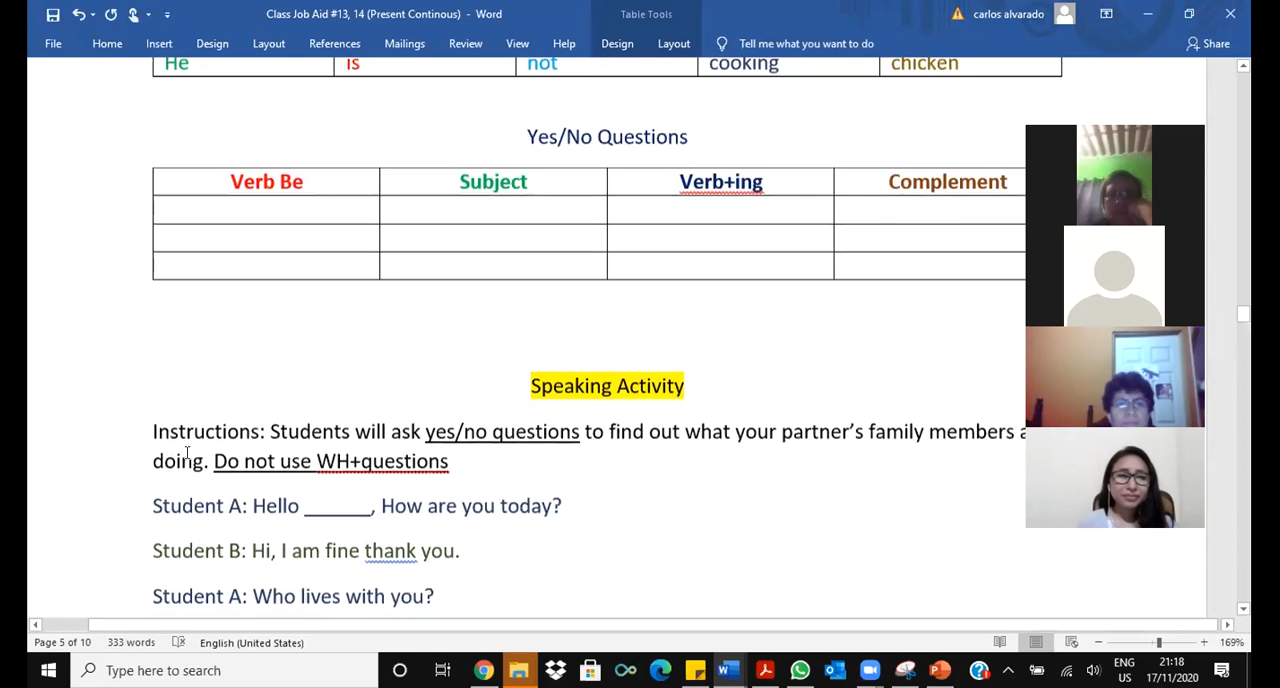 Class Job Aid #13, 14 (Present Continous) - Word
Table Tools
carlos alvarado
File Home Insert Design Layout References Mailings Review View Help Design Layout Tell me what you want to do Share
He is not cooking chicken
Yes/No Questions
Verb Be Subject Verb+ing Complement
Speaking Activity
Instructions: Students will ask yes/no questions to find out what your partner's family members a
doing. Do not use WH+questions
Student A: Hello ______, How are you today?
Student B: Hi, I am fine thank you.
Student A: Who lives with you?
Page 5 of 10 333 words English (United States) 169%
Type here to search
ENG 21:18
US 17/11/2020